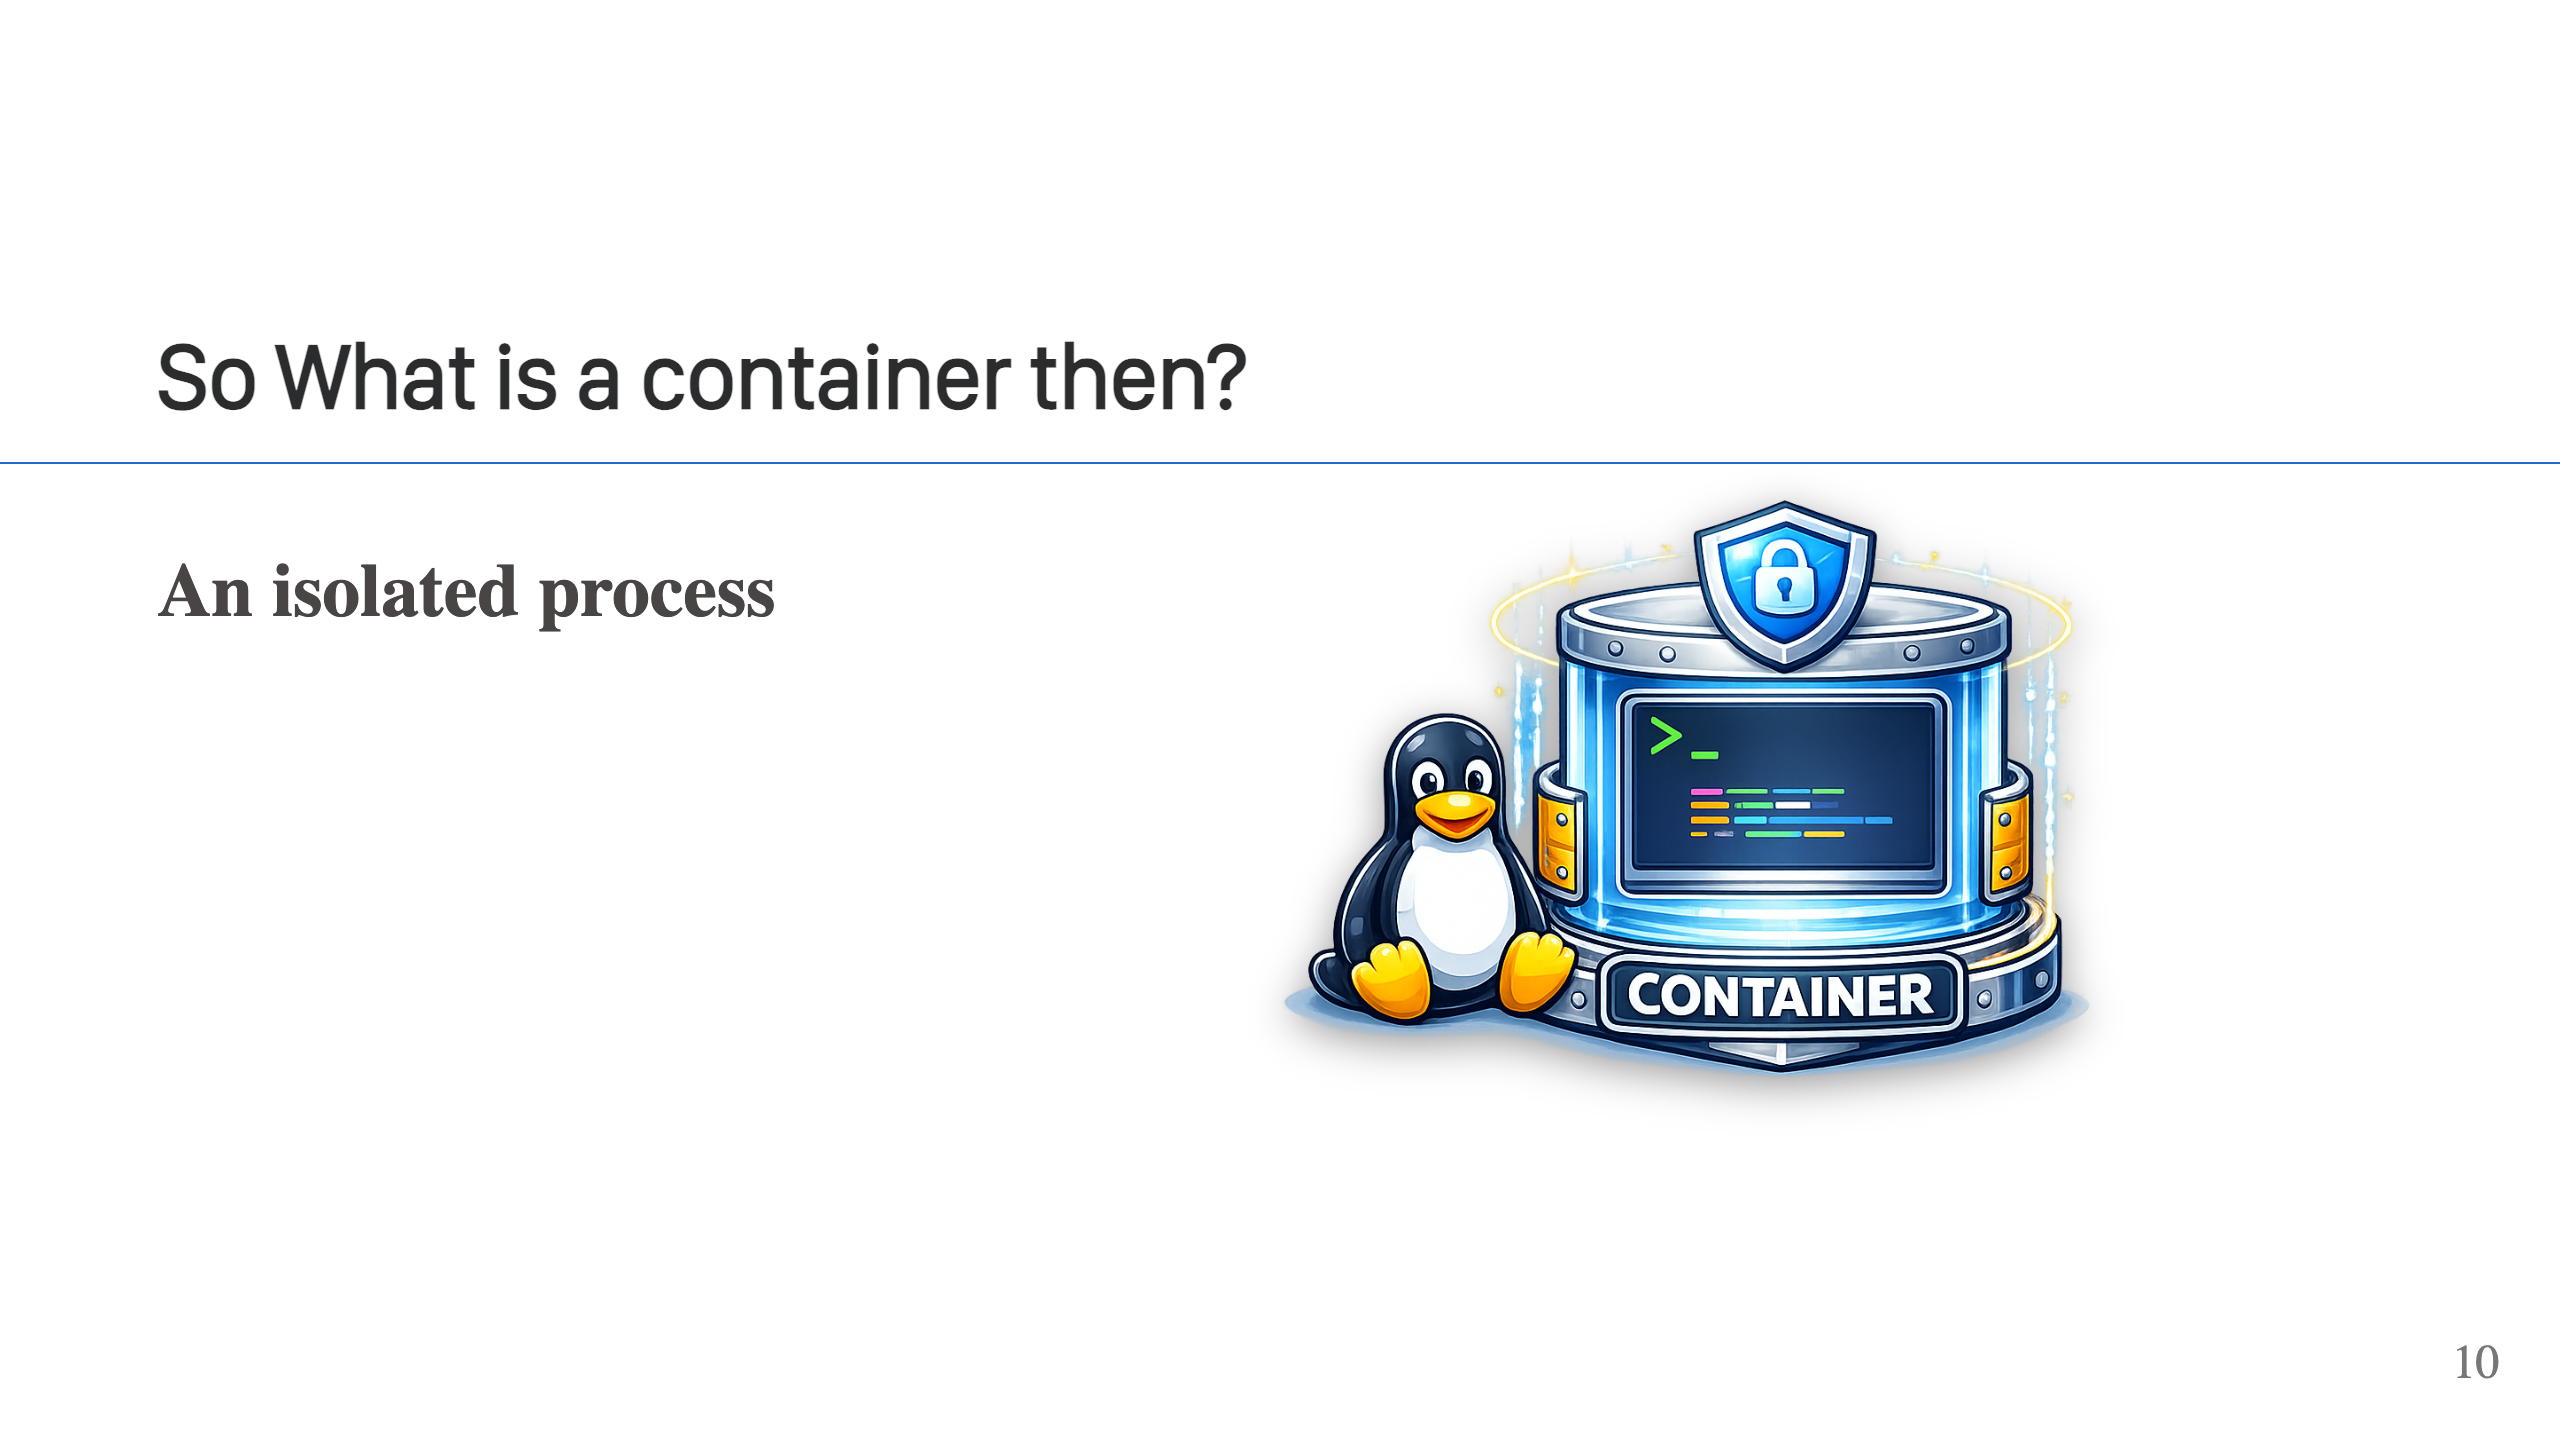 So What is a container then?
An isolated process
>_
CONTAINER
10